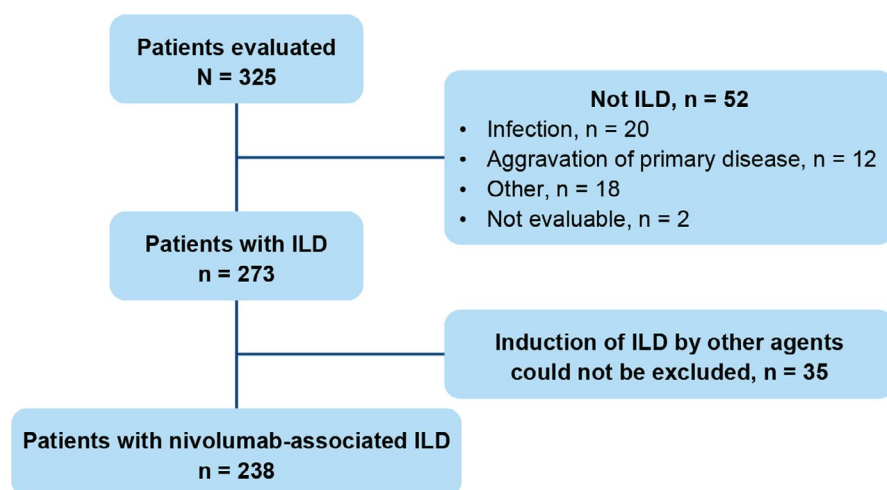 Patients evaluated
N = 325
Not ILD, n = 52
• Infection, n = 20
• Aggravation of primary disease, n = 12
• Other, n = 18
• Not evaluable, n = 2
Patients with ILD
n = 273
Induction of ILD by other agents
could not be excluded, n = 35
Patients with nivolumab-associated ILD
n = 238